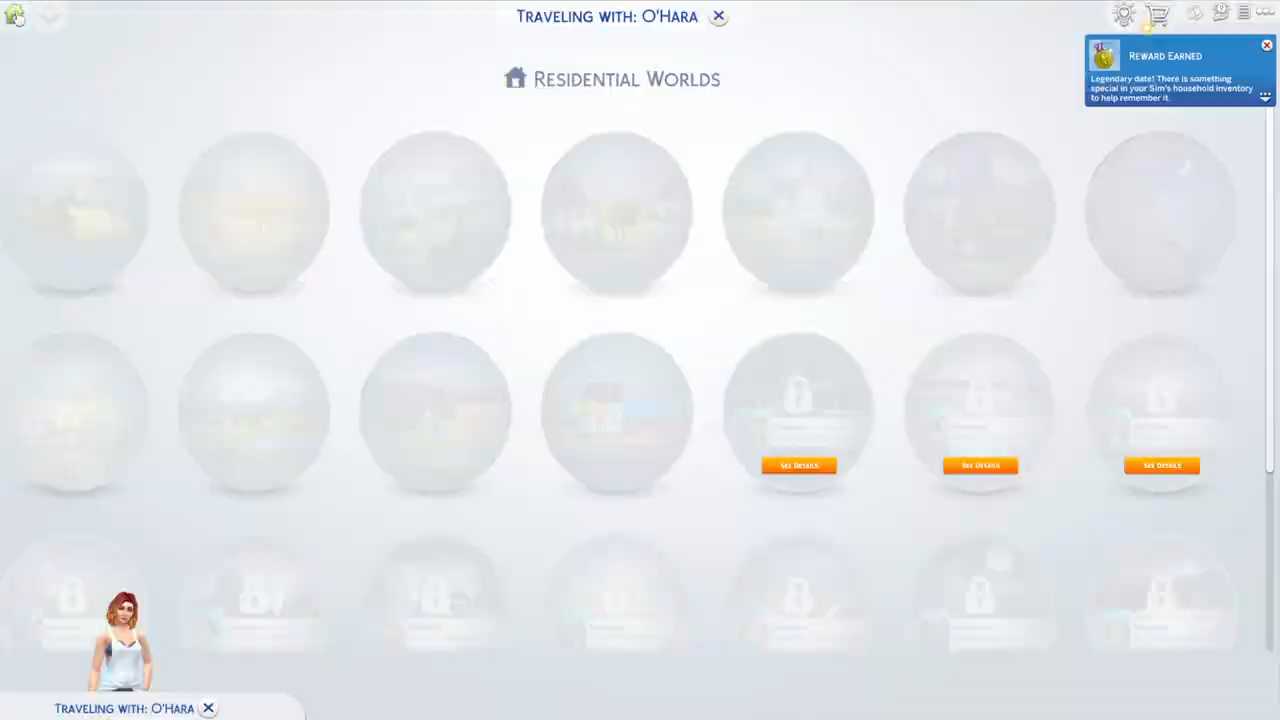 TRAVELING WITH: O'HARA
RESIDENTIAL WORLDS
REWARD EARNED
Legendary date! There is something
special in your Sim's household inventory
to help remember it.
SEE DETAILS
SEE DETAILS
SEE DETAILS
TRAVELING WITH: O'HARA